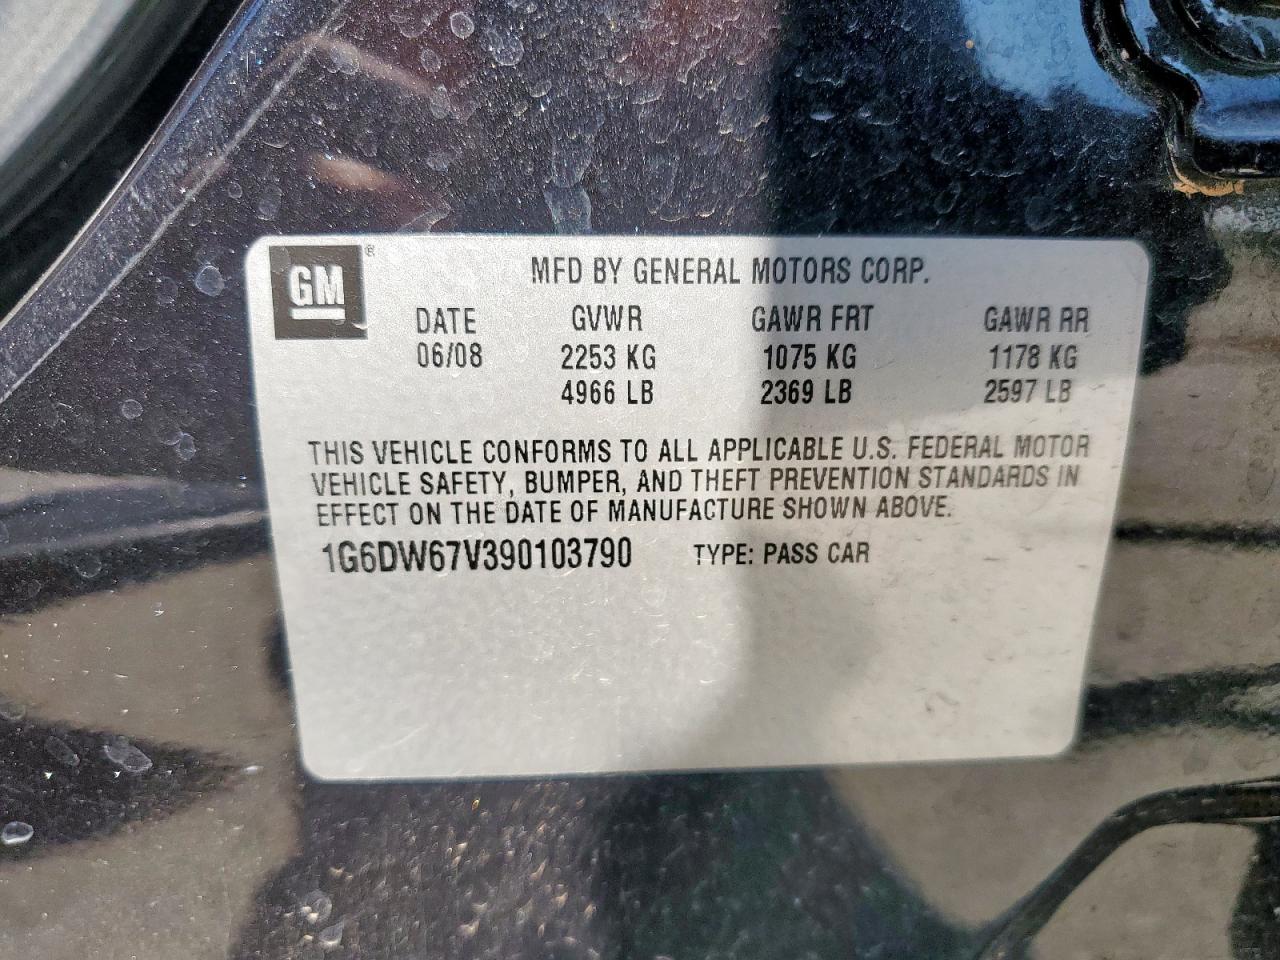 GM ®
MFD BY GENERAL MOTORS CORP.
DATE GVWR GAWR FRT GAWR RR
06/08 2253 KG 1075 KG 1178 KG
4966 LB 2369 LB 2597 LB
THIS VEHICLE CONFORMS TO ALL APPLICABLE U.S. FEDERAL MOTOR
VEHICLE SAFETY, BUMPER, AND THEFT PREVENTION STANDARDS IN
EFFECT ON THE DATE OF MANUFACTURE SHOWN ABOVE.
1G6DW67V390103790 TYPE: PASS CAR